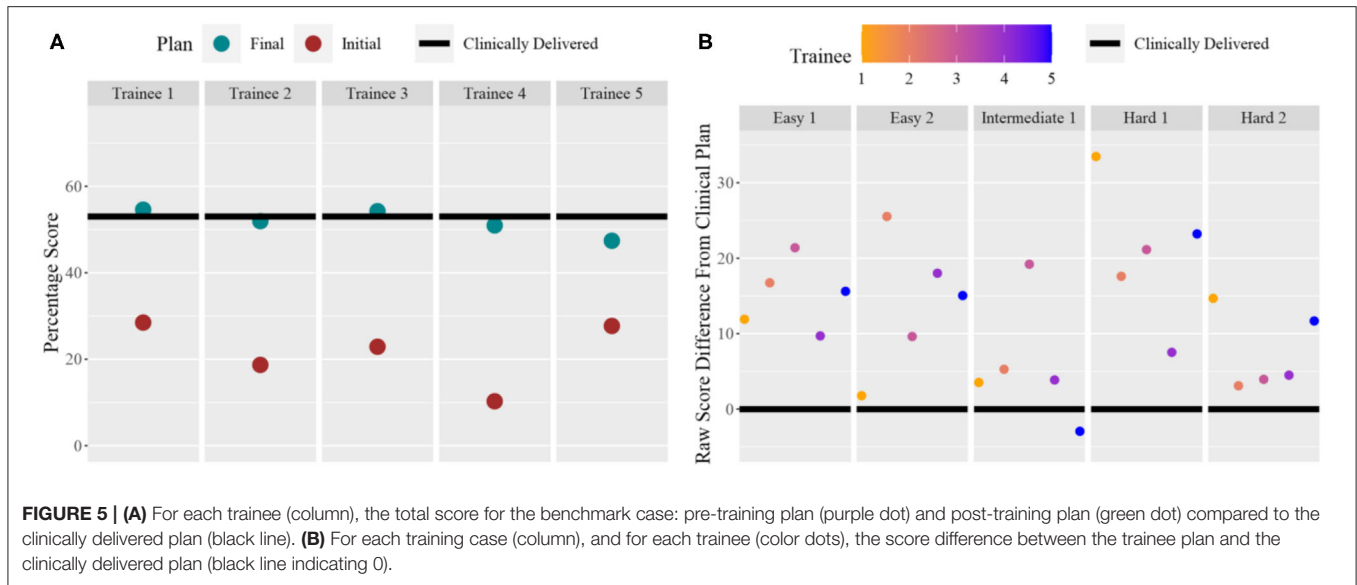 A
Plan Final Initial Clinically Delivered
Trainee 1 Trainee 2 Trainee 3 Trainee 4 Trainee 5
Percentage Score
60
40
20
0
B
Trainee
1 2 3 4 5
Clinically Delivered
Easy 1 Easy 2 Intermediate 1 Hard 1 Hard 2
Raw Score Difference From Clinical Plan
30
20
10
0
FIGURE 5 | (A) For each trainee (column), the total score for the benchmark case: pre-training plan (purple dot) and post-training plan (green dot) compared to the
clinically delivered plan (black line). (B) For each training case (column), and for each trainee (color dots), the score difference between the trainee plan and the
clinically delivered plan (black line indicating 0).